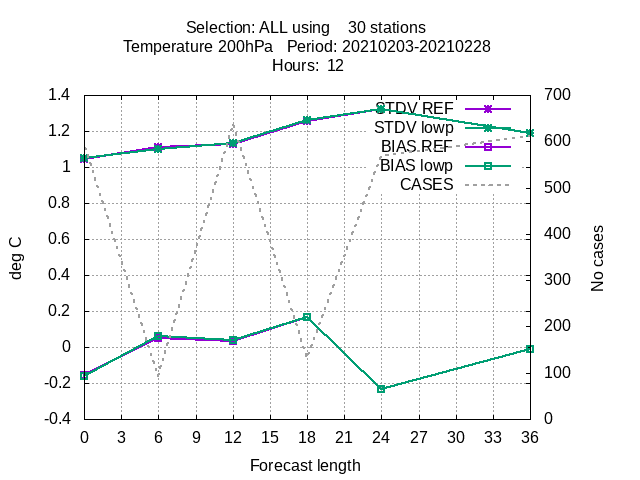 Selection: ALL using 30 stations
Temperature 200hPa Period: 20210203-20210228
Hours: 12
1.4
1.2
1
0.8
0.6
0.4
0.2
0
-0.2
-0.4
700
600
500
400
300
200
100
0
STDV REF
STDV lowp
BIAS REF
BIAS lowp
CASES
deg C
No cases
0 3 6 9 12 15 18 21 24 27 30 33 36
Forecast length